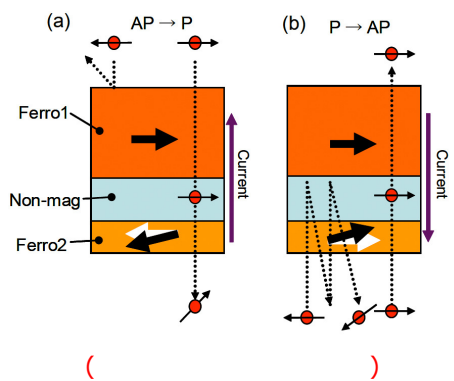 (a) AP → P
(b) P → AP
Ferro1
Non-mag
Ferro2
Current
Current
( )